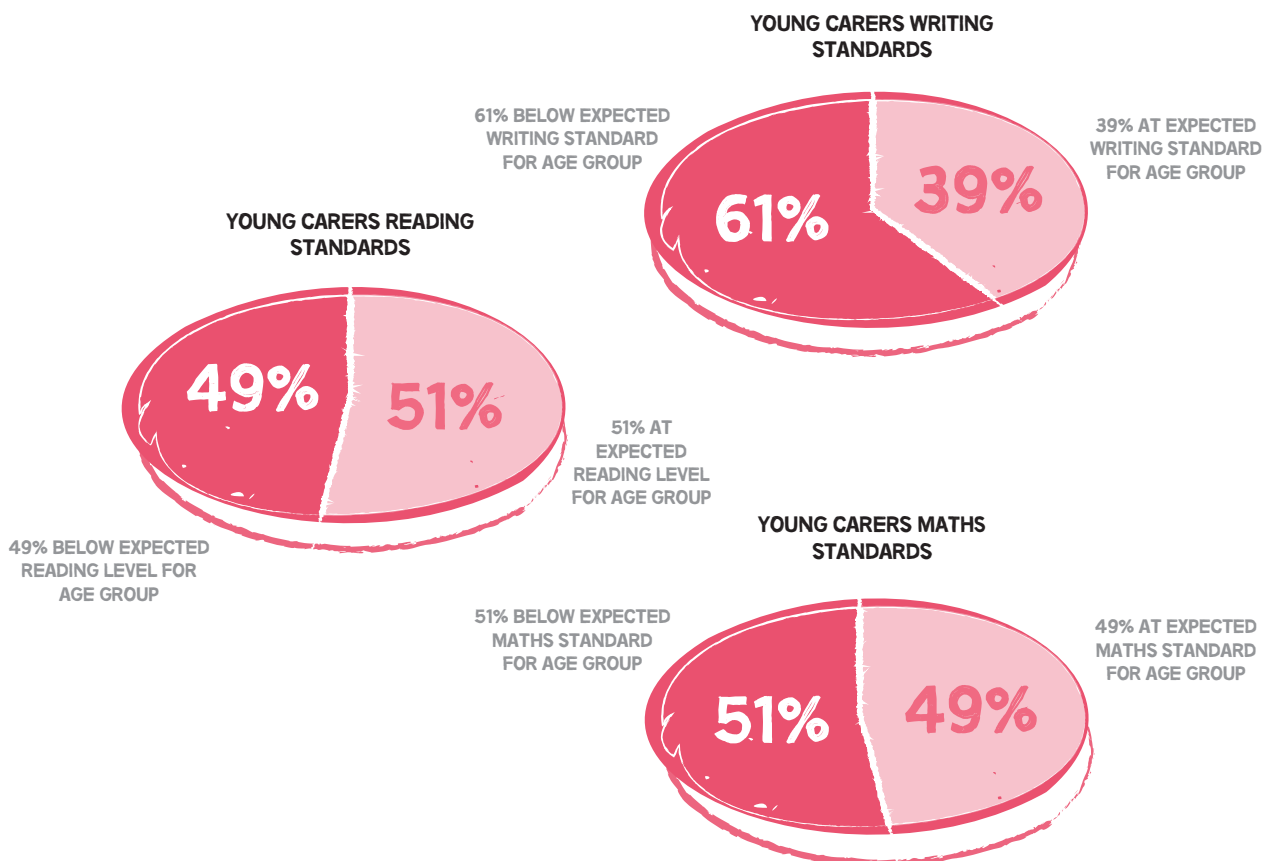 YOUNG CARERS WRITING
STANDARDS
61% BELOW EXPECTED
WRITING STANDARD
FOR AGE GROUP
39% AT EXPECTED
WRITING STANDARD
FOR AGE GROUP
61%
39%
YOUNG CARERS READING
STANDARDS
49%
51%
51% AT
EXPECTED
READING LEVEL
FOR AGE GROUP
49% BELOW EXPECTED
READING LEVEL FOR
AGE GROUP
YOUNG CARERS MATHS
STANDARDS
51% BELOW EXPECTED
MATHS STANDARD
FOR AGE GROUP
49% AT EXPECTED
MATHS STANDARD
FOR AGE GROUP
51%
49%